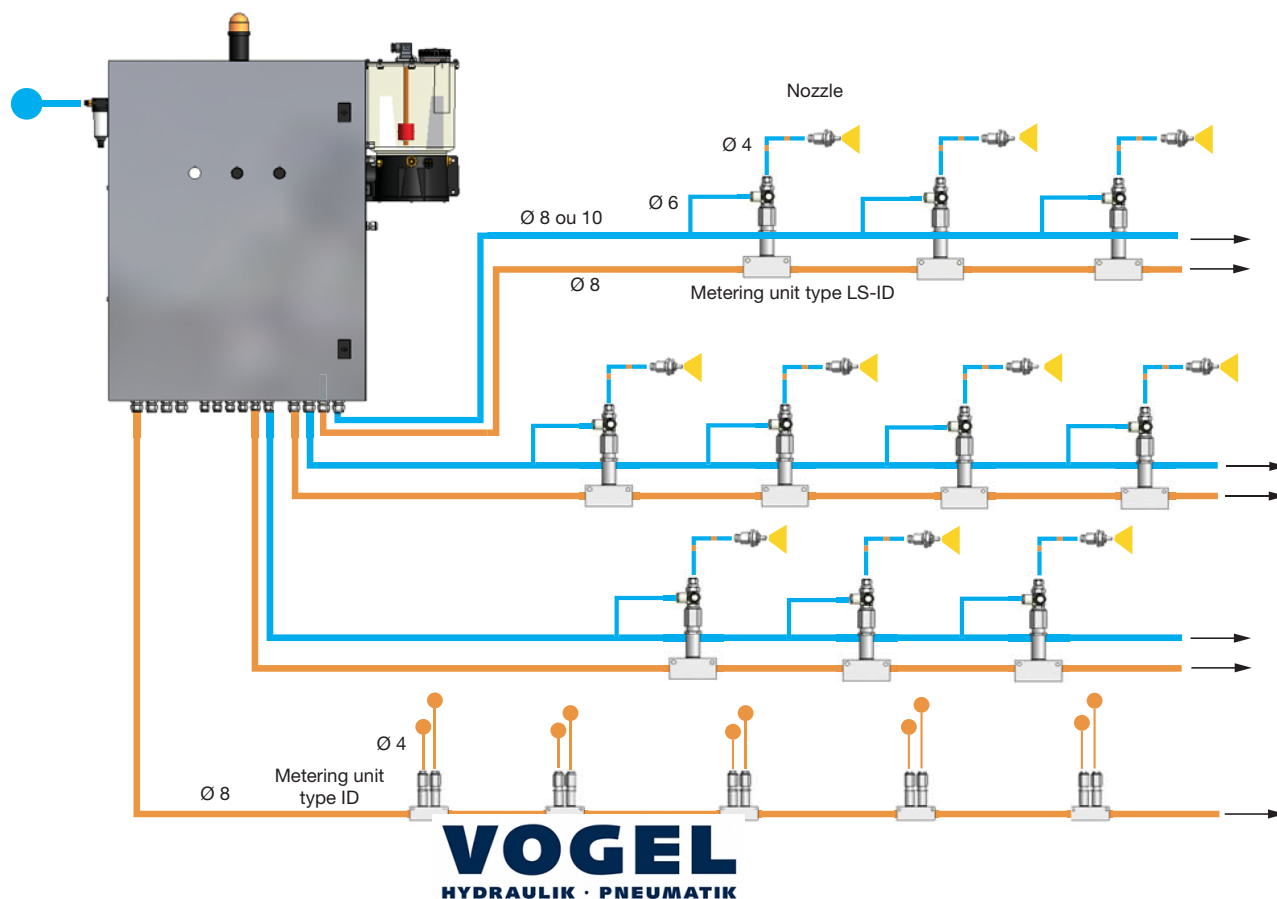 Nozzle
Ø 4
Ø 6
Ø 8 ou 10
Ø 8
Metering unit type LS-ID
Ø 4
Metering unit
type ID
Ø 8
VOGEL
HYDRAULIK · PNEUMATIK